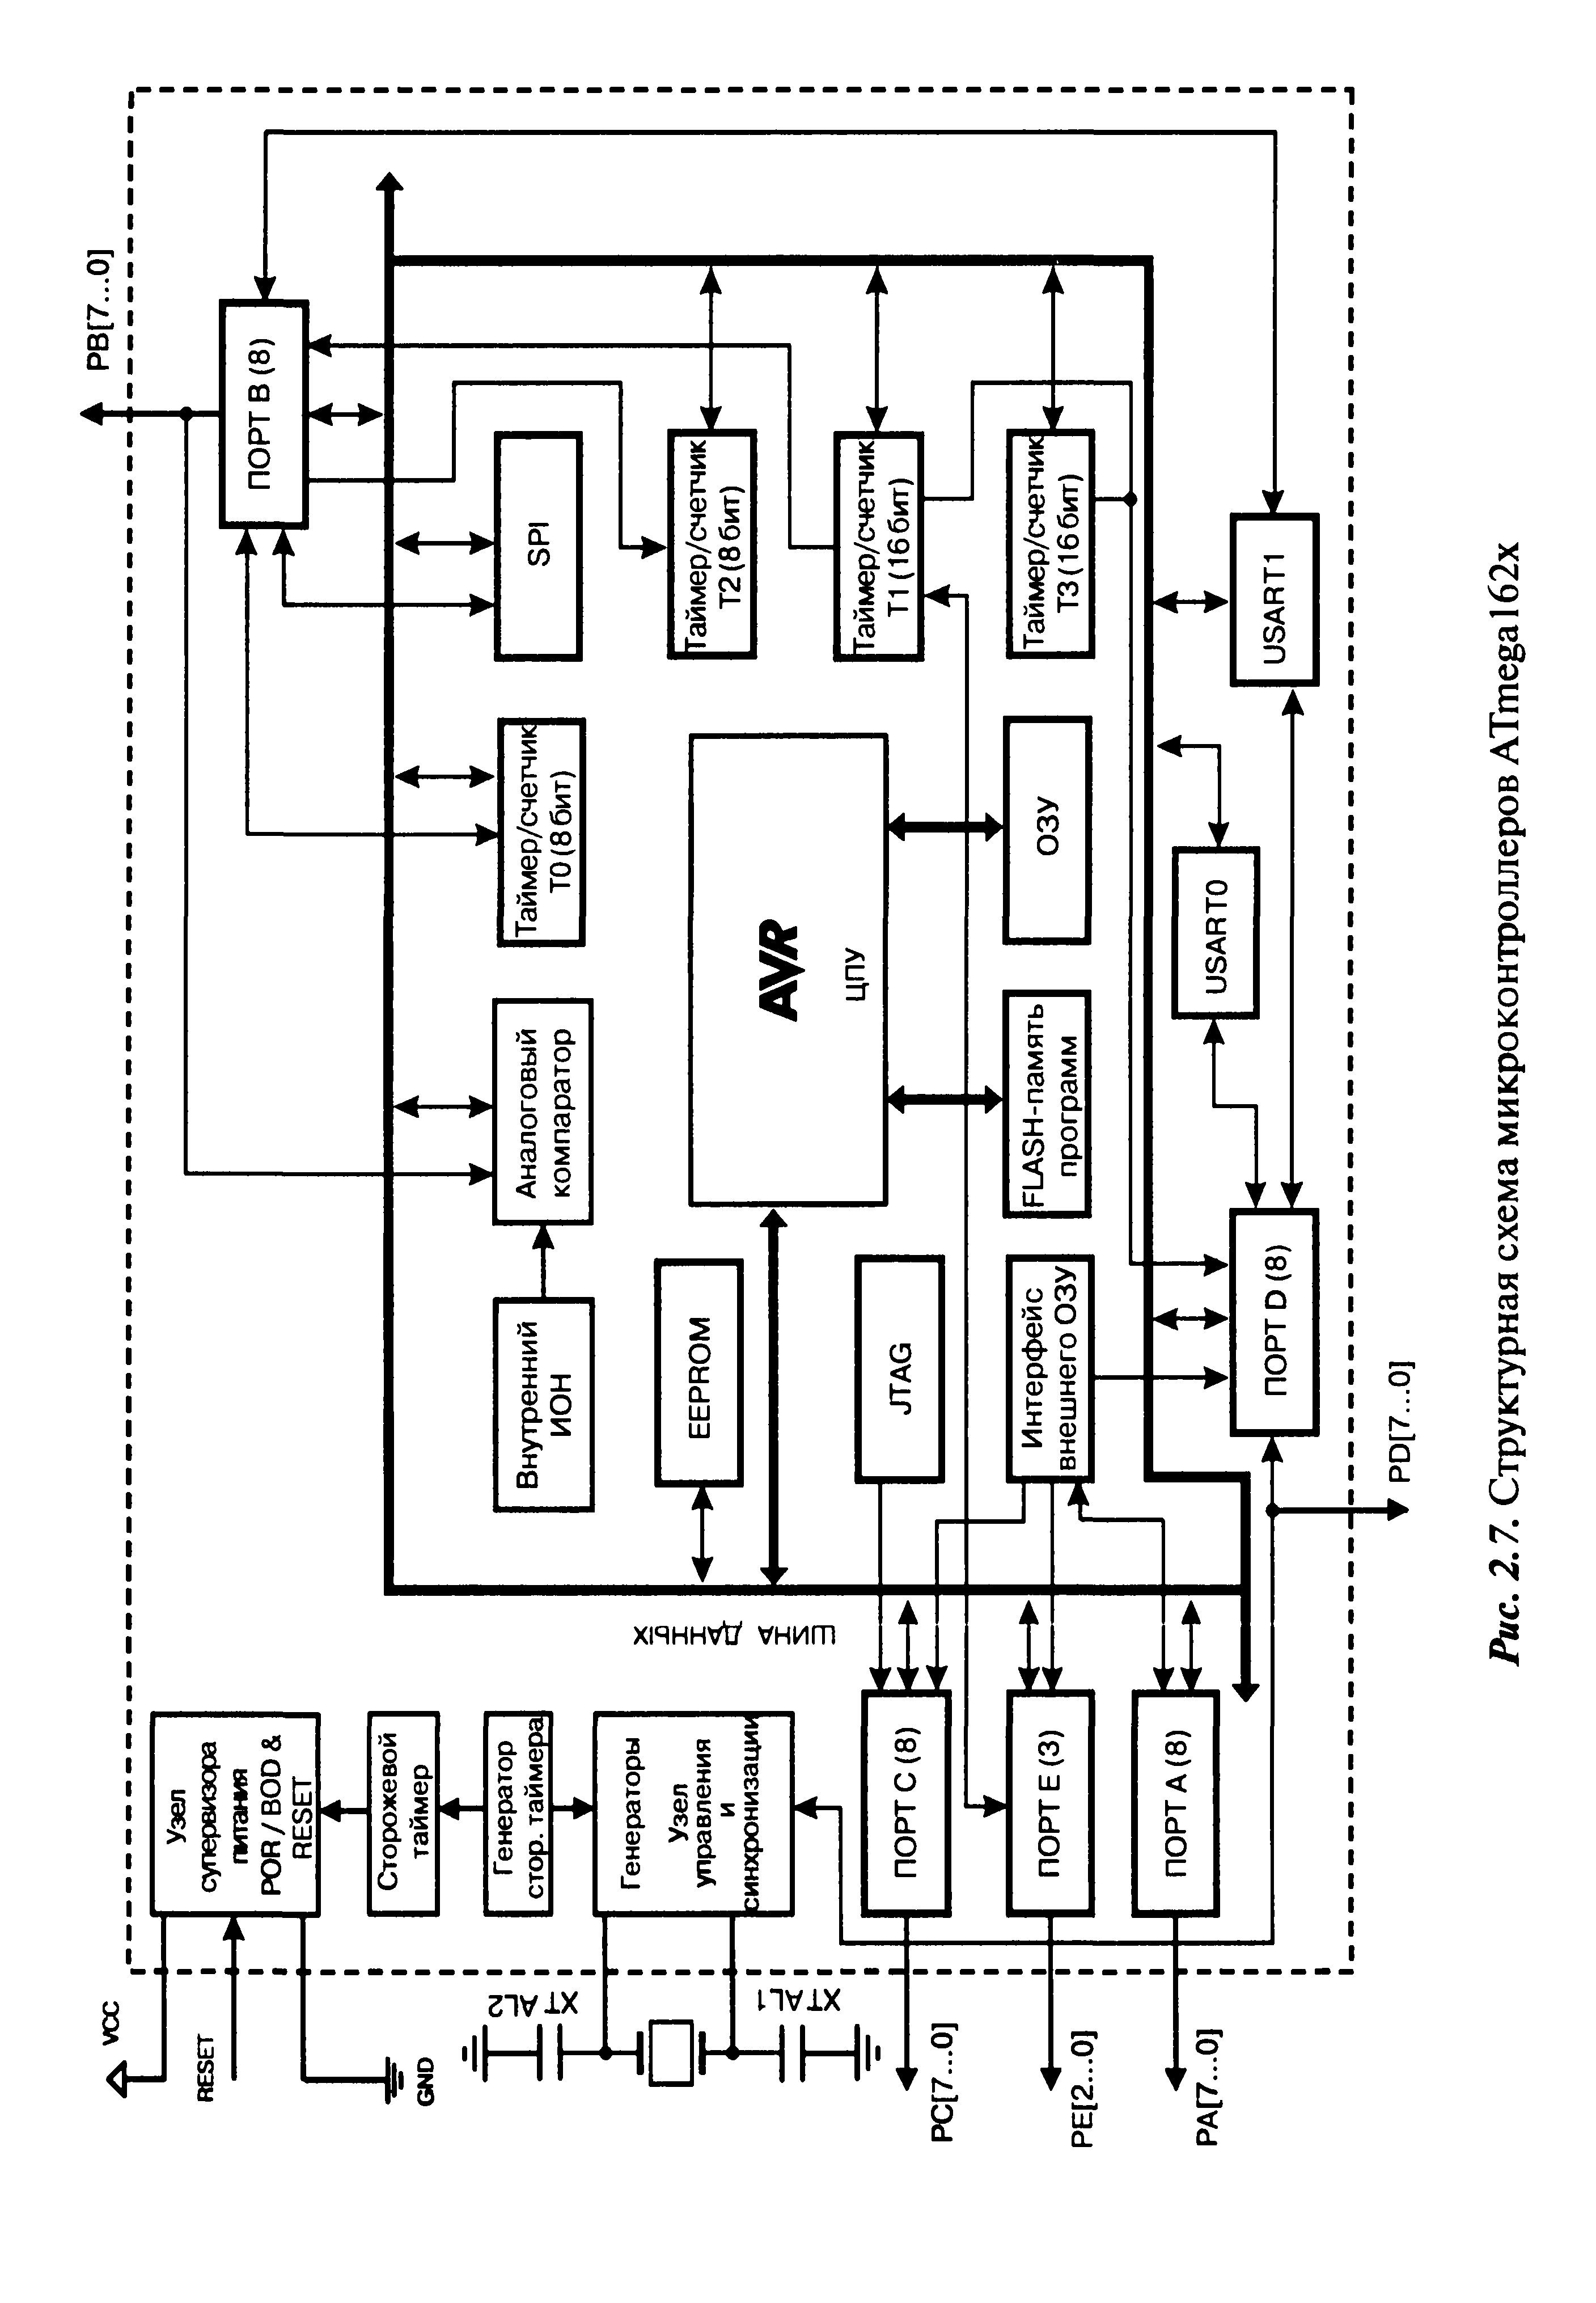 VCC
RESET
GND
Узел
супервизора
питания
POR / BOD &
RESET
Сторожевой
таймер
Генератор
стор. таймера
Генераторы
Узел
управления
и
синхронизации
XTAL2
XTAL1
ПОРТ C (8)
PC[7...0]
ПОРТ E (3)
PE[2...0]
ПОРТ A (8)
PA[7...0]
ШИНА ДАННЫХ
Внутренний
ИОН
EEPROM
JTAG
Интерфейс
внешнего ОЗУ
Аналоговый
компаратор
AVR
ЦПУ
FLASH-память
программ
ОЗУ
Таймер/счетчик
T0 (8 бит)
SPI
Таймер/счетчик
T2 (8 бит)
Таймер/счетчик
T1 (16 бит)
Таймер/счетчик
T3 (16 бит)
ПОРТ B (8)
PB[7...0]
ПОРТ D (8)
PD[7...0]
USART0
USART1
Рис. 2.7. Структурная схема микроконтроллеров ATmega162x